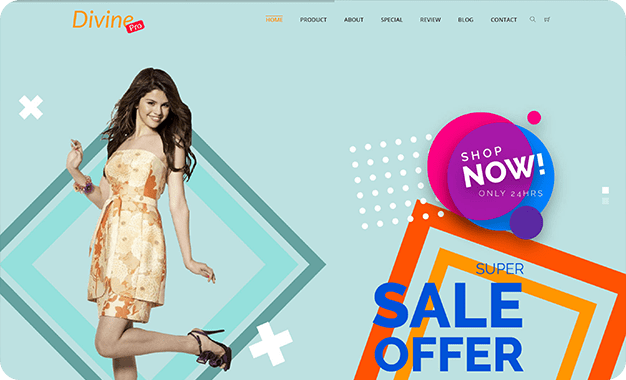 Divine
Pro
HOME PRODUCT ABOUT SPECIAL REVIEW BLOG CONTACT
SHOP
NOW!
ONLY 24HRS
SUPER
SALE
OFFER